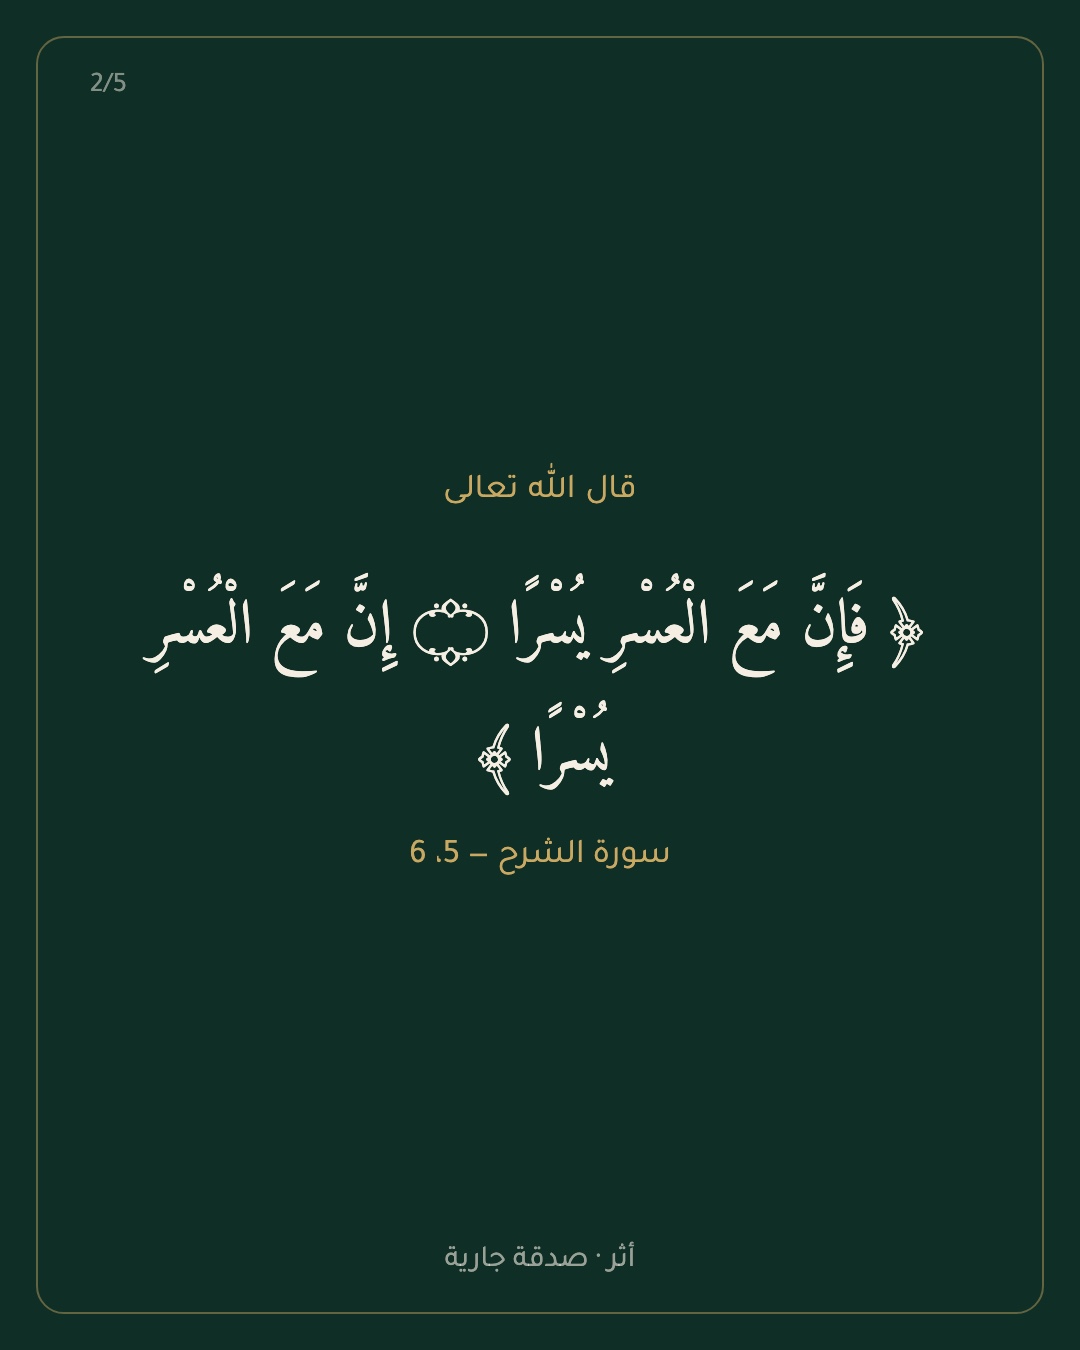 2/5
قال الله تعالى
﴿ فَإِنَّ مَعَ الْعُسْرِ يُسْرًا ۝ إِنَّ مَعَ الْعُسْرِ
يُسْرًا ﴾
سورة الشرح – 5، 6
أثر · صدقة جارية